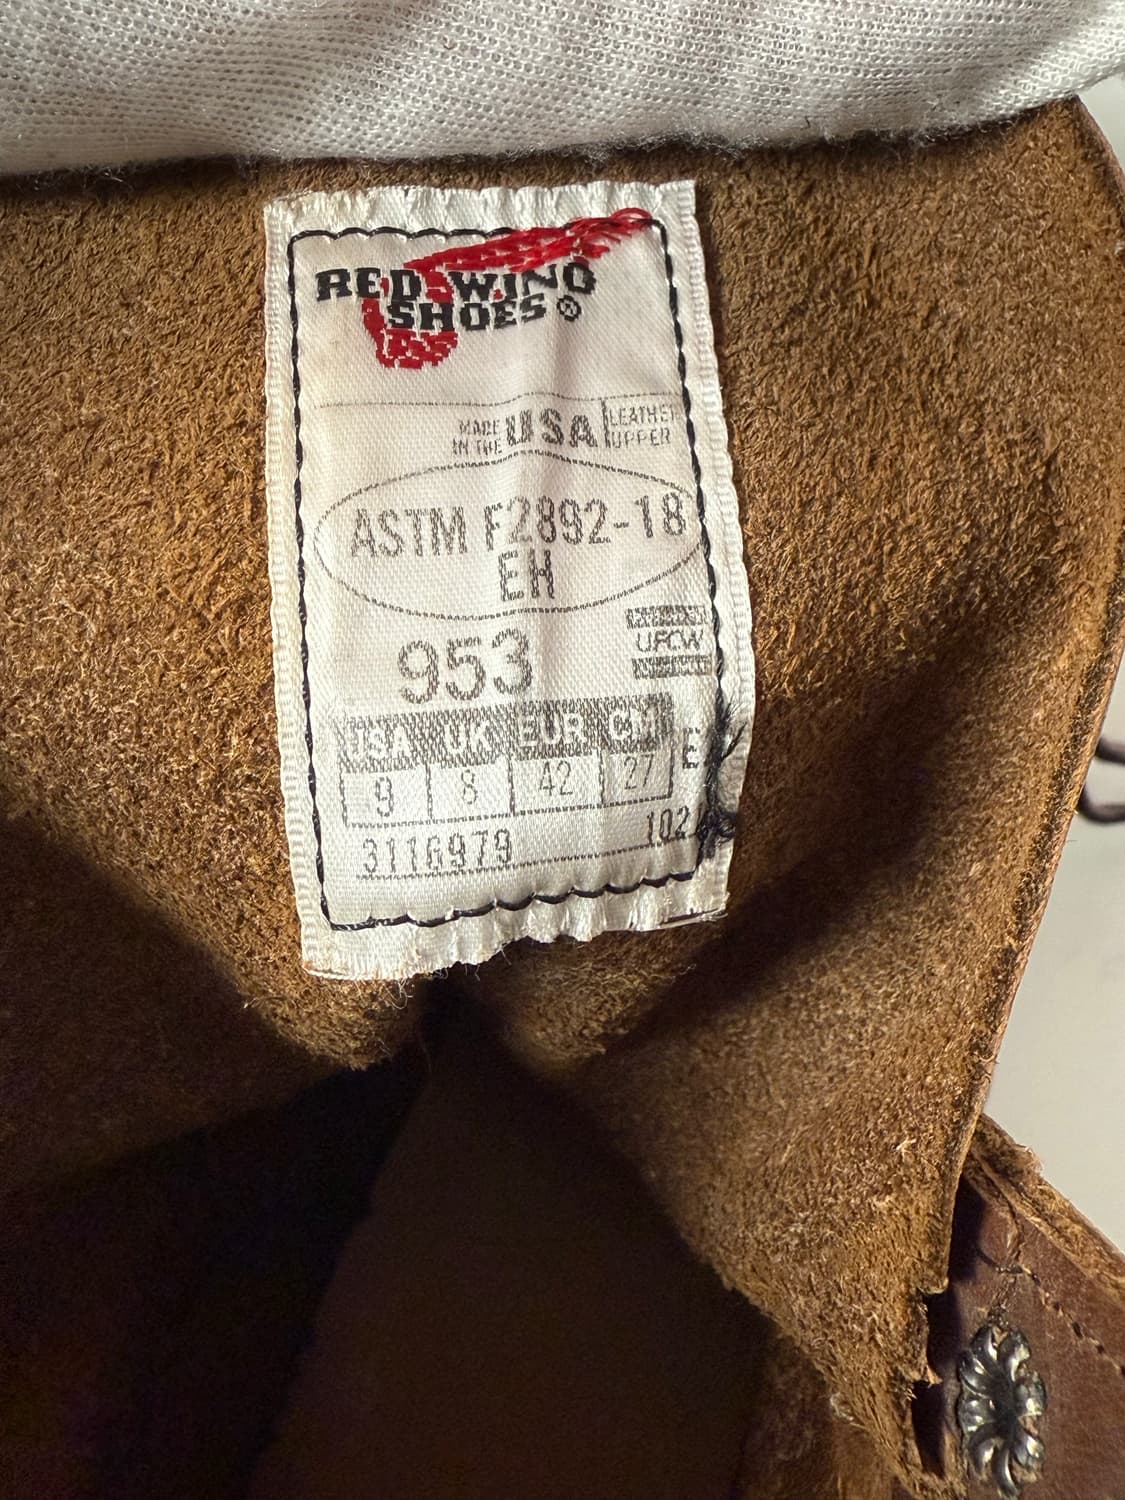 RED WING
SHOES®
MADE IN THE USA LEATHER UPPER
ASTM F2892-18
EH
UFCW
953
USA UK EUR CM E
9 8 42 27
3116979 102